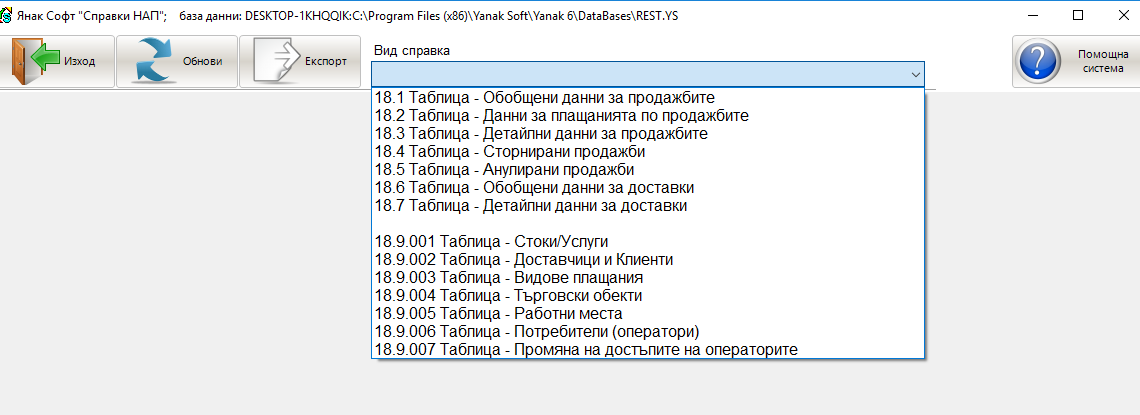 Янак Софт "Справки НАП"; база данни: DESKTOP-1KHQQIK:C:\Program Files (x86)\Yanak Soft\Yanak 6\DataBases\REST.YS
Изход
Обнови
Експорт
Вид справка
Помощна
система
18.1 Таблица - Обобщени данни за продажбите
18.2 Таблица - Данни за плащанията по продажбите
18.3 Таблица - Детайлни данни за продажбите
18.4 Таблица - Сторнирани продажби
18.5 Таблица - Анулирани продажби
18.6 Таблица - Обобщени данни за доставки
18.7 Таблица - Детайлни данни за доставки
18.9.001 Таблица - Стоки/Услуги
18.9.002 Таблица - Доставчици и Клиенти
18.9.003 Таблица - Видове плащания
18.9.004 Таблица - Търговски обекти
18.9.005 Таблица - Работни места
18.9.006 Таблица - Потребители (оператори)
18.9.007 Таблица - Промяна на достъпите на операторите